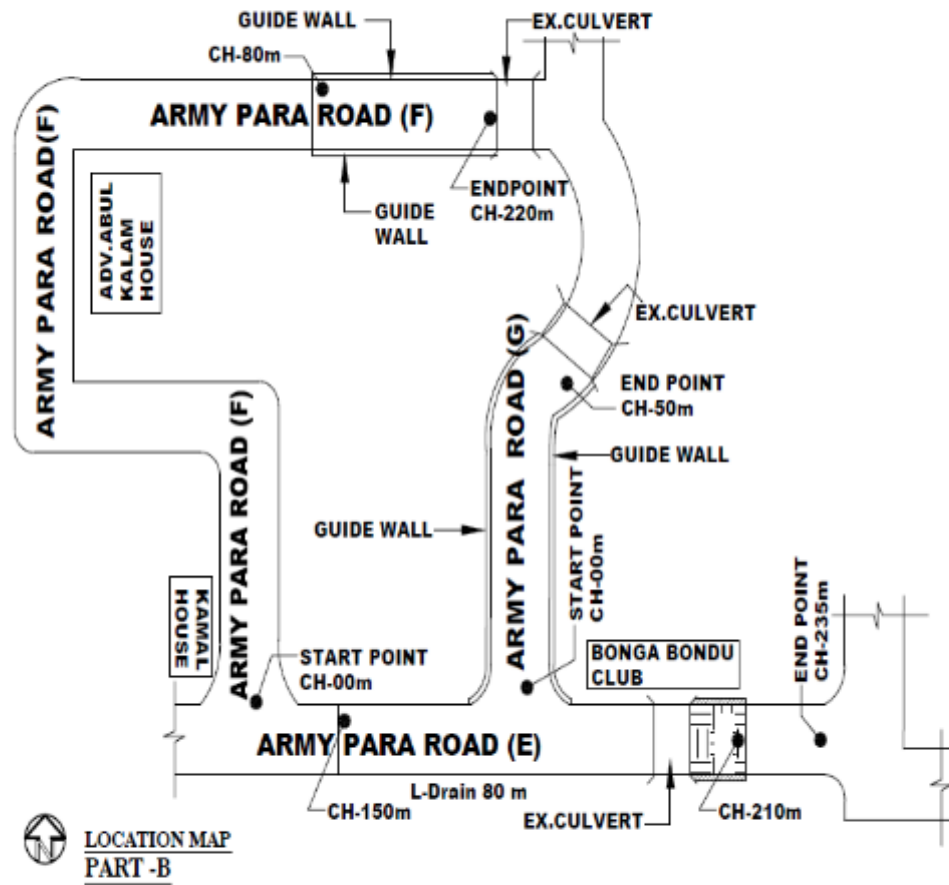 GUIDE WALL
EX.CULVERT
CH-80m
ARMY PARA ROAD (F)
ENDPOINT
CH-220m
GUIDE
WALL
ARMY PARA ROAD(F)
ADV.ABUL
KALAM
HOUSE
EX.CULVERT
ARMY PARA ROAD (G)
END POINT
CH-50m
GUIDE WALL
ARMY PARA ROAD (F)
GUIDE WALL
START POINT
CH-00m
KAMAL
HOUSE
START POINT
CH-00m
BONGA BONDU
CLUB
END POINT
CH-235m
ARMY PARA ROAD (E)
L-Drain 80 m
CH-150m
EX.CULVERT
CH-210m
N
LOCATION MAP
PART -B